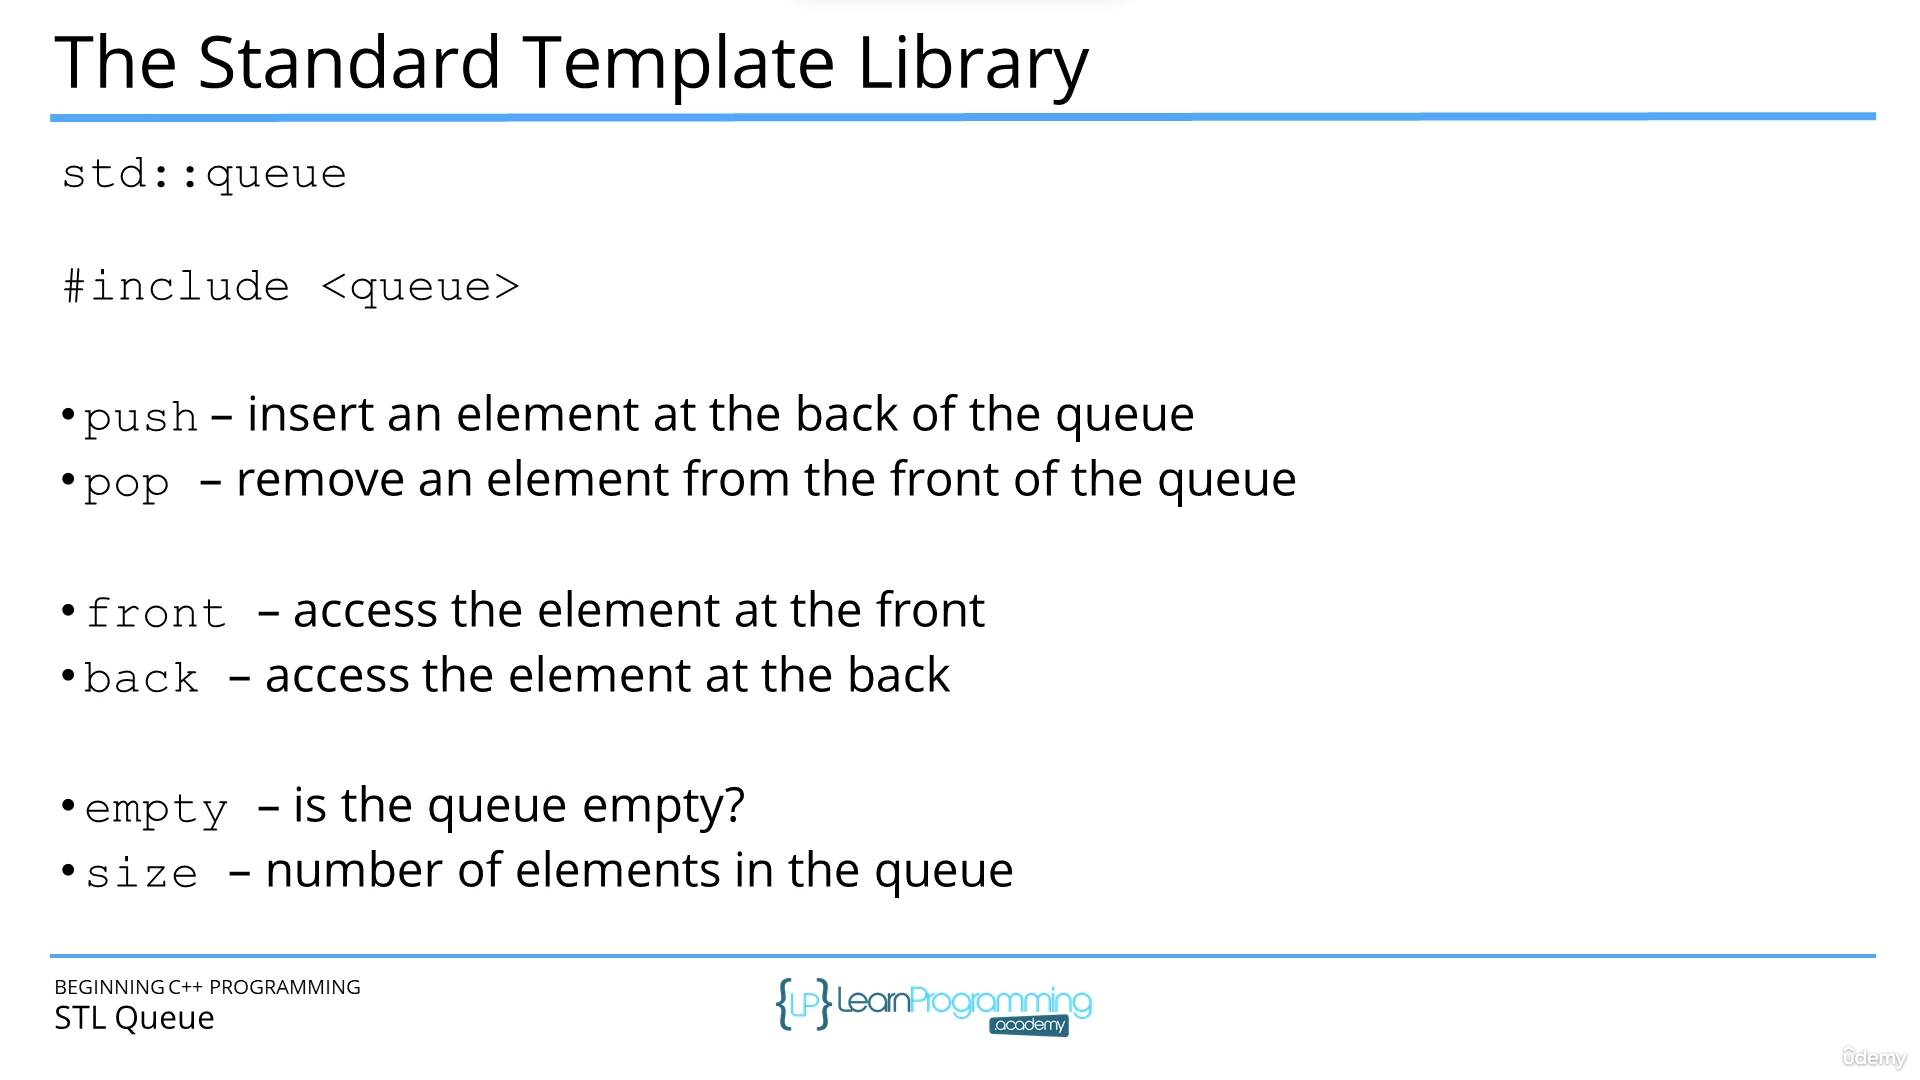 The Standard Template Library
std::queue
#include <queue>
•push – insert an element at the back of the queue
•pop – remove an element from the front of the queue
•front – access the element at the front
•back – access the element at the back
•empty – is the queue empty?
•size – number of elements in the queue
BEGINNING C++ PROGRAMMING
STL Queue
{LP} LearnProgramming
.academy
ûdemy